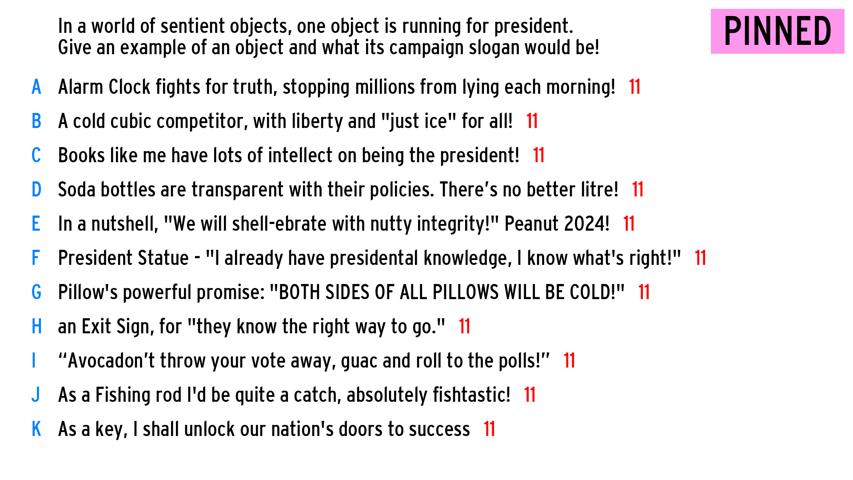 In a world of sentient objects, one object is running for president.
Give an example of an object and what its campaign slogan would be!
PINNED
A Alarm Clock fights for truth, stopping millions from lying each morning! 11
B A cold cubic competitor, with liberty and "just ice" for all! 11
C Books like me have lots of intellect on being the president! 11
D Soda bottles are transparent with their policies. There's no better litre! 11
E In a nutshell, "We will shell-ebrate with nutty integrity!" Peanut 2024! 11
F President Statue - "I already have presidental knowledge, I know what's right!" 11
G Pillow's powerful promise: "BOTH SIDES OF ALL PILLOWS WILL BE COLD!" 11
H an Exit Sign, for "they know the right way to go." 11
I “Avocadon’t throw your vote away, guac and roll to the polls!” 11
J As a Fishing rod I'd be quite a catch, absolutely fishtastic! 11
K As a key, I shall unlock our nation's doors to success 11